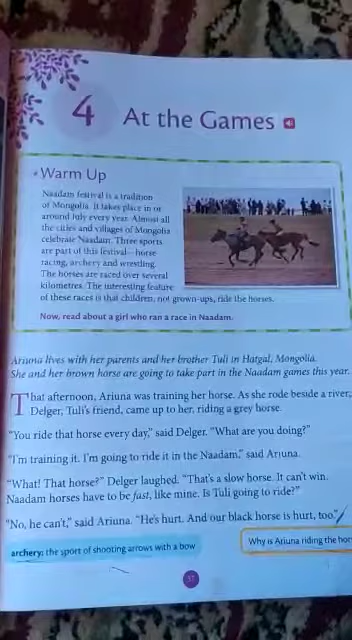 4 At the Games
Warm Up
Naadam festival is a tradition
of Mongolia. It takes place in or
around July every year. Almost all
the cities and villages of Mongolia
celebrate Naadam. Three sports
are part of this festival—horse
racing, archery and wrestling.
The horses are raced over several
kilometres. The interesting feature
of these races is that children, not grown-ups, ride the horses.
Now, read about a girl who ran a race in Naadam.
Ariuna lives with her parents and her brother Tuli in Hatgal, Mongolia.
She and her brown horse are going to take part in the Naadam games this year.
That afternoon, Ariuna was training her horse. As she rode beside a river,
Delger, Tuli's friend, came up to her, riding a grey horse.
"You ride that horse every day," said Delger. "What are you doing?"
"I'm training it. I'm going to ride it in the Naadam," said Ariuna.
"What! That horse?" Delger laughed. "That's a slow horse. It can't win.
Naadam horses have to be fast, like mine. Is Tuli going to ride?"
"No, he can't," said Ariuna. "He's hurt. And our black horse is hurt, too."
archery: the sport of shooting arrows with a bow
Why is Ariuna riding the
37